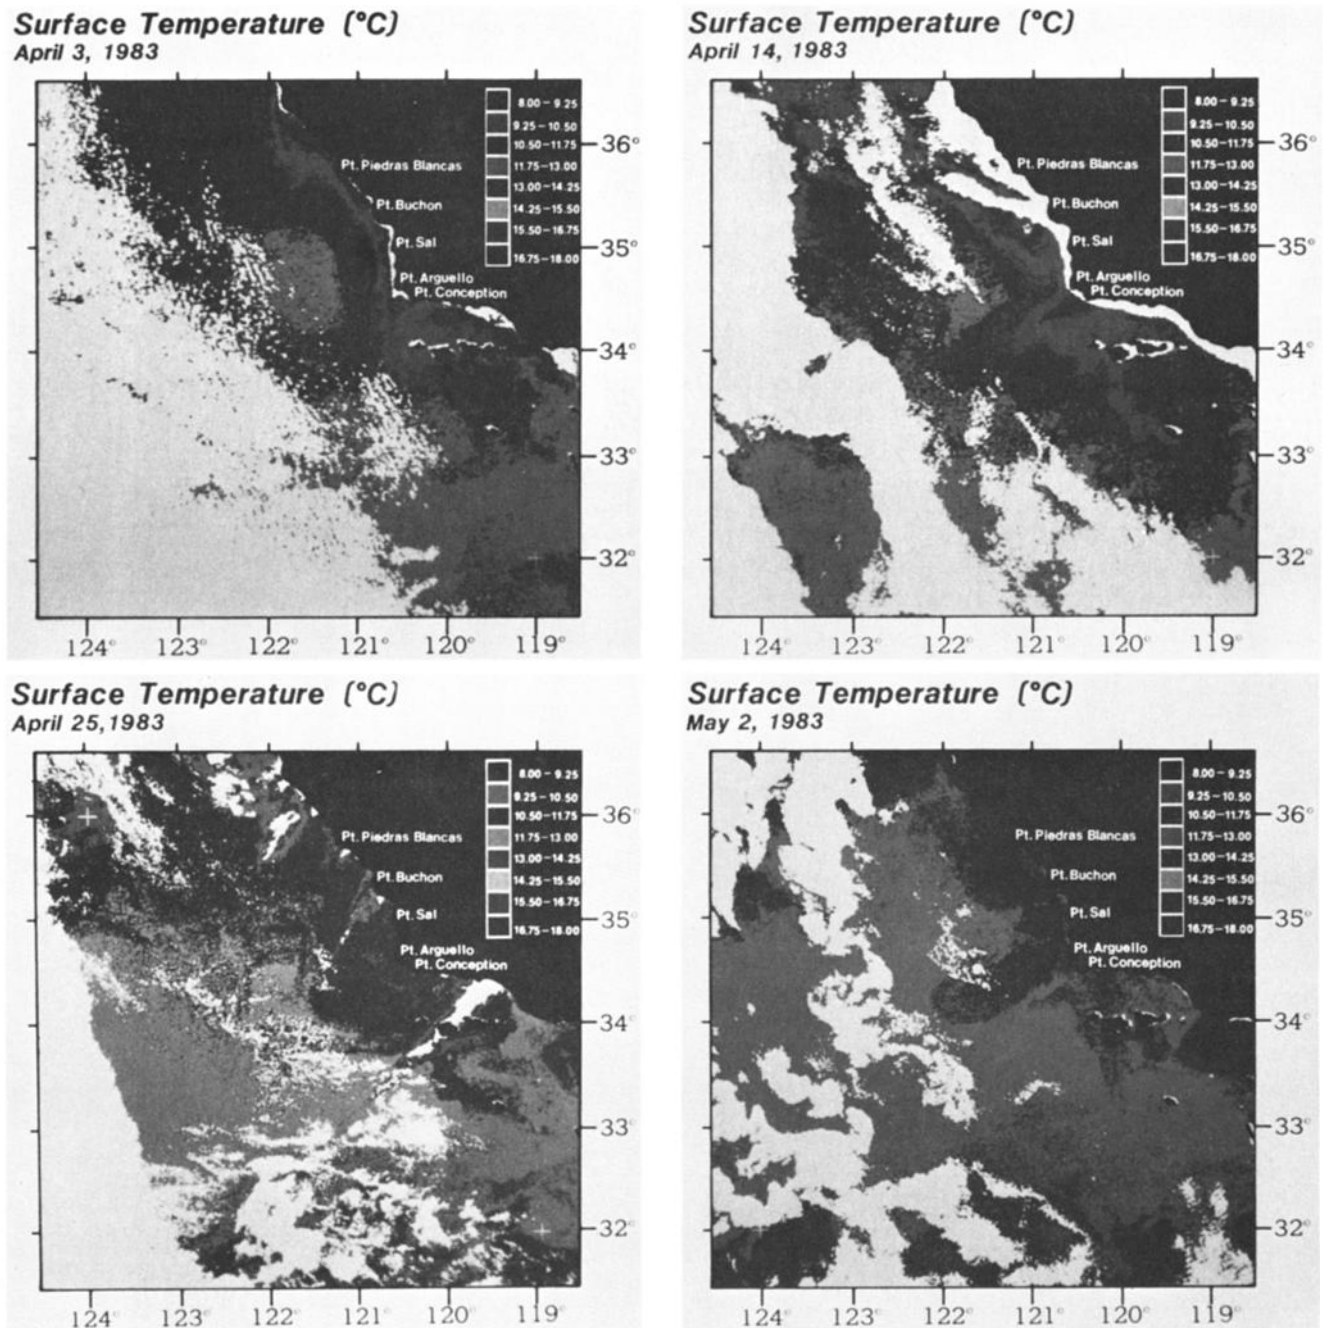 Surface Temperature (°C)
April 3, 1983
8.00 – 9.25
9.25 – 10.50
10.50 – 11.75
11.75 – 13.00
13.00 – 14.25
14.25 – 15.50
15.50 – 16.75
16.75 – 18.00
Pt. Piedras Blancas
Pt. Buchon
Pt. Sal
Pt. Arguello
Pt. Conception
36°
35°
34°
33°
32°
124° 123° 122° 121° 120° 119°
Surface Temperature (°C)
April 14, 1983
8.00 – 9.25
9.25 – 10.50
10.50 – 11.75
11.75 – 13.00
13.00 – 14.25
14.25 – 15.50
15.50 – 16.75
16.75 – 18.00
Pt. Piedras Blancas
Pt. Buchon
Pt. Sal
Pt. Arguello
Pt. Conception
36°
35°
34°
33°
32°
124° 123° 122° 121° 120° 119°
Surface Temperature (°C)
April 25, 1983
8.00 – 9.25
9.25 – 10.50
10.50 – 11.75
11.75 – 13.00
13.00 – 14.25
14.25 – 15.50
15.50 – 16.75
16.75 – 18.00
Pt. Piedras Blancas
Pt. Buchon
Pt. Sal
Pt. Arguello
Pt. Conception
36°
35°
34°
33°
32°
124° 123° 122° 121° 120° 119°
Surface Temperature (°C)
May 2, 1983
8.00 – 9.25
9.25 – 10.50
10.50 – 11.75
11.75 – 13.00
13.00 – 14.25
14.25 – 15.50
15.50 – 16.75
16.75 – 18.00
Pt. Piedras Blancas
Pt. Buchon
Pt. Sal
Pt. Arguello
Pt. Conception
36°
35°
34°
33°
32°
124° 123° 122° 121° 120° 119°